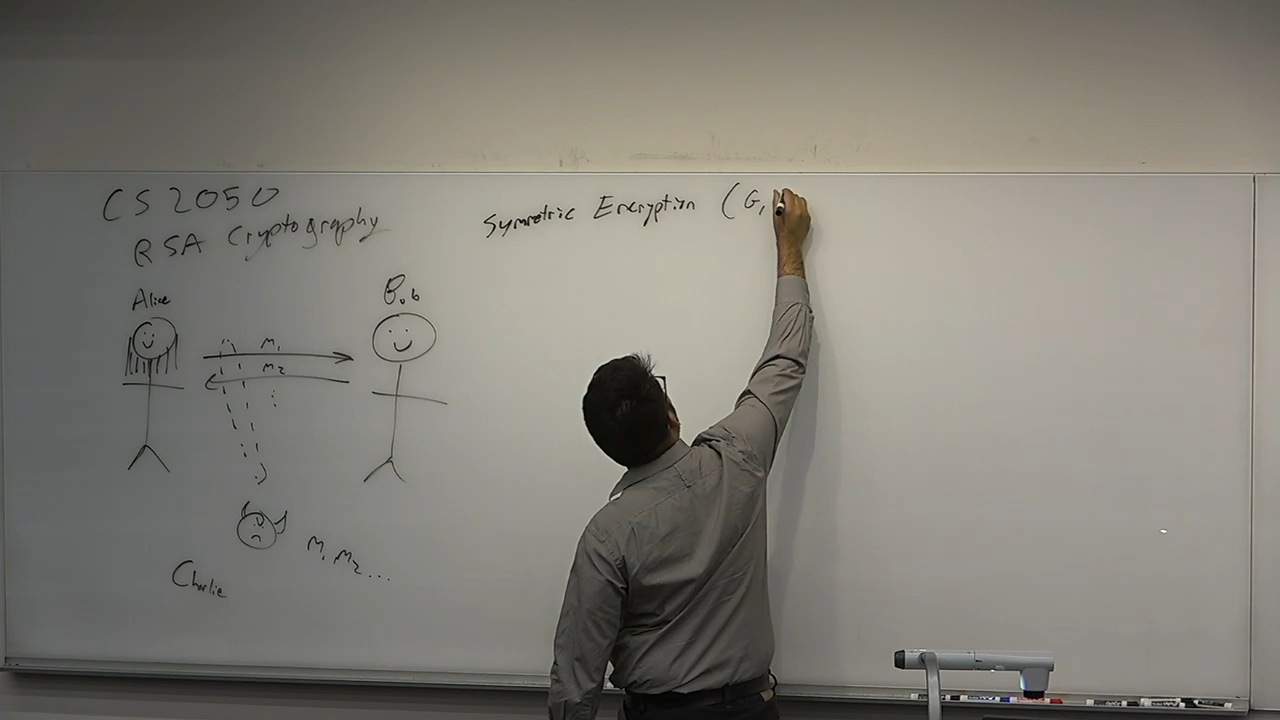 CS 2050
RSA Cryptography
Symmetric Encryption (G,
Alice
Bob
M₁
M₂
M₁ M₂...
Charlie